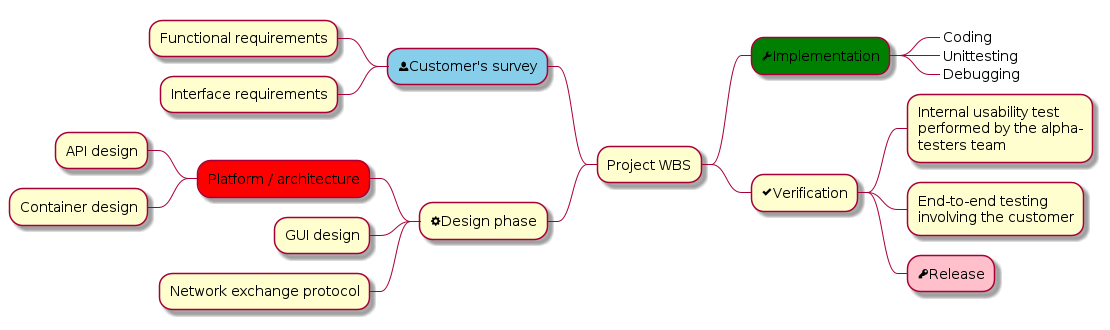 Functional requirements
Interface requirements
Customer's survey
API design
Container design
Platform / architecture
GUI design
Network exchange protocol
Design phase
Project WBS
Implementation
Coding
Unittesting
Debugging
Verification
Internal usability test
performed by the alpha-
testers team
End-to-end testing
involving the customer
Release